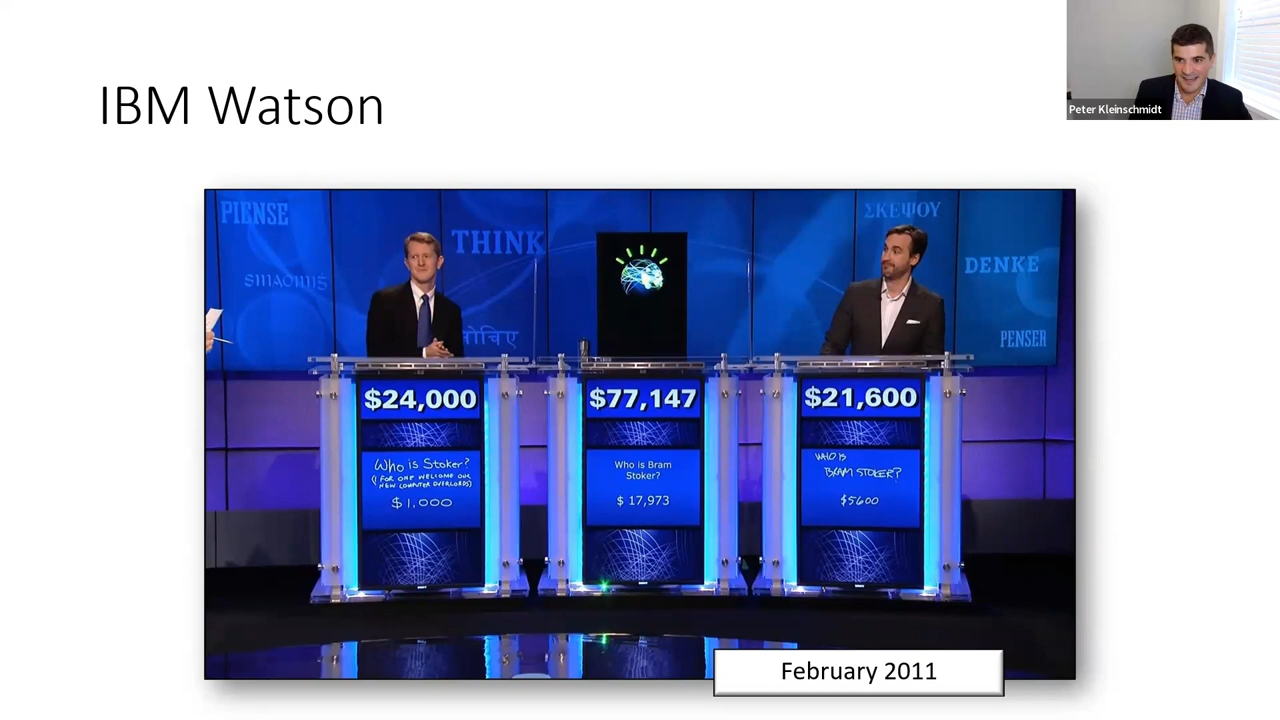 IBM Watson
Peter Kleinschmidt
PIENSE
THINK
ΣΚΕΨΟΥ
DENKE
PENSER
$24,000
$77,147
$21,600
Who is Stoker?
(I FOR ONE WELCOME OUR
NEW COMPUTER OVERLORDS)
$1,000
Who is Bram
Stoker?
$ 17,973
WHO IS
BRAM STOKER?
$5600
February 2011